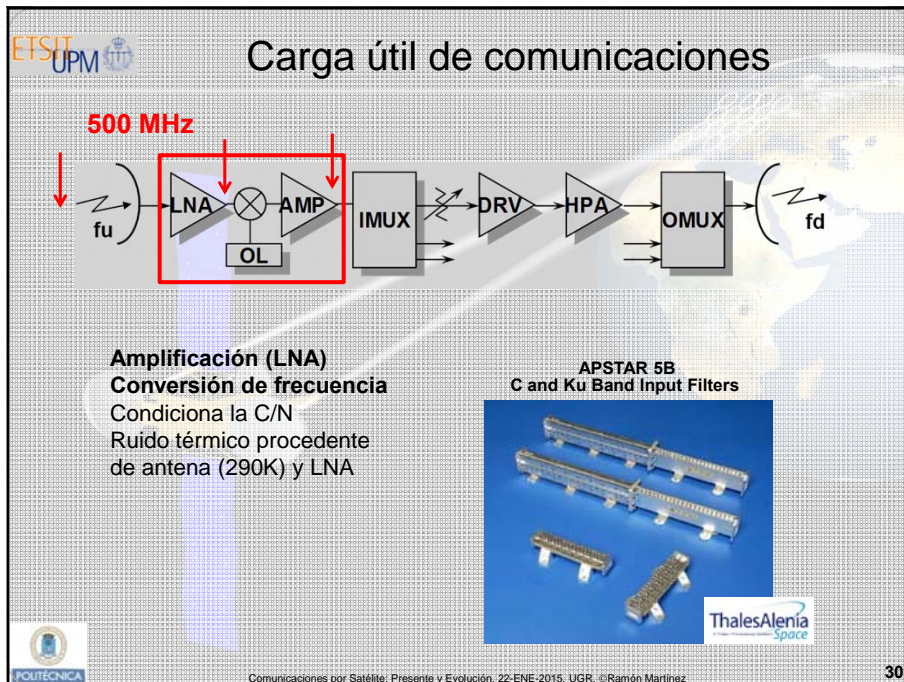 ETSIT
UPM
Carga útil de comunicaciones
500 MHz
fu
LNA
OL
AMP
IMUX
DRV
HPA
OMUX
fd
Amplificación (LNA)
Conversión de frecuencia
Condiciona la C/N
Ruido térmico procedente
de antena (290K) y LNA
APSTAR 5B
C and Ku Band Input Filters
ThalesAlenia
Space
POLITÉCNICA
Comunicaciones por Satélite: Presente y Evolución, 22-ENE-2015, UGR. ©Ramón Martínez
30